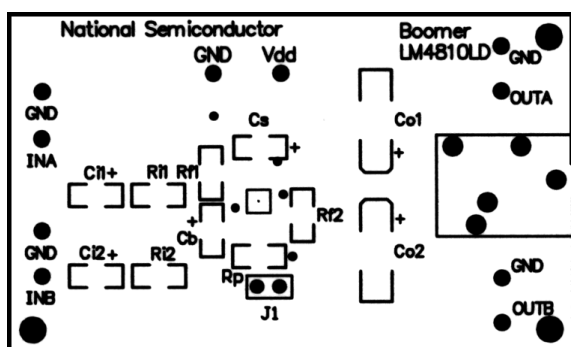 National Semiconductor
Boomer
LM4810LD
GND
Vdd
GND
OUTA
GND
INA
Cs
Co1
Ci1+
Ri1
Rf1
+
+
+
+
Rf2
GND
Cb
Co2
Ci2+
Ri2
Rp
GND
INB
J1
OUTB